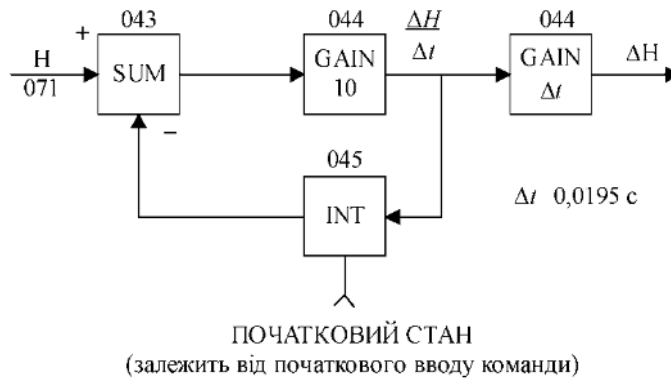 043
044
ΔH
044
+
H
071
SUM
GAIN
10
Δt
GAIN
Δt
ΔH
−
045
INT
Δt 0,0195 с
ПОЧАТКОВИЙ СТАН
(залежить від початкового вводу команди)